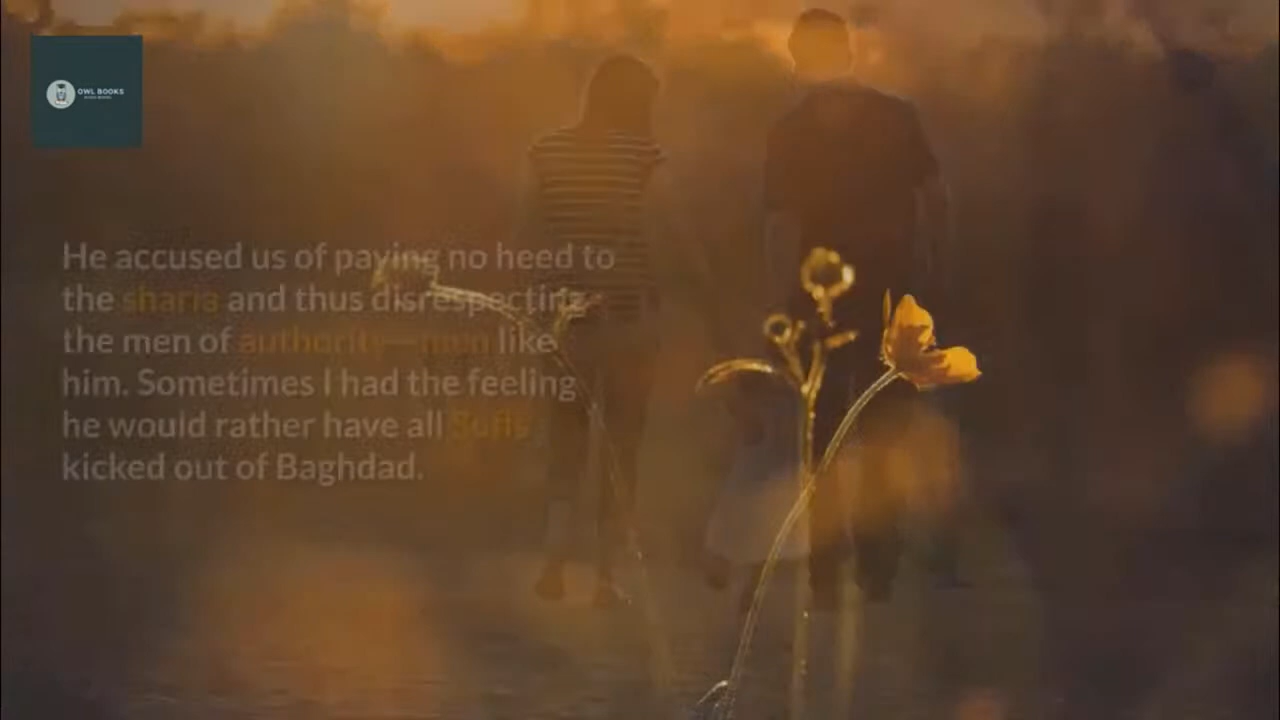 OWL BOOKS
He accused us of paying no heed to
the sharia and thus disrespecting
the men of authority—men like
him. Sometimes I had the feeling
he would rather have all Sufis
kicked out of Baghdad.